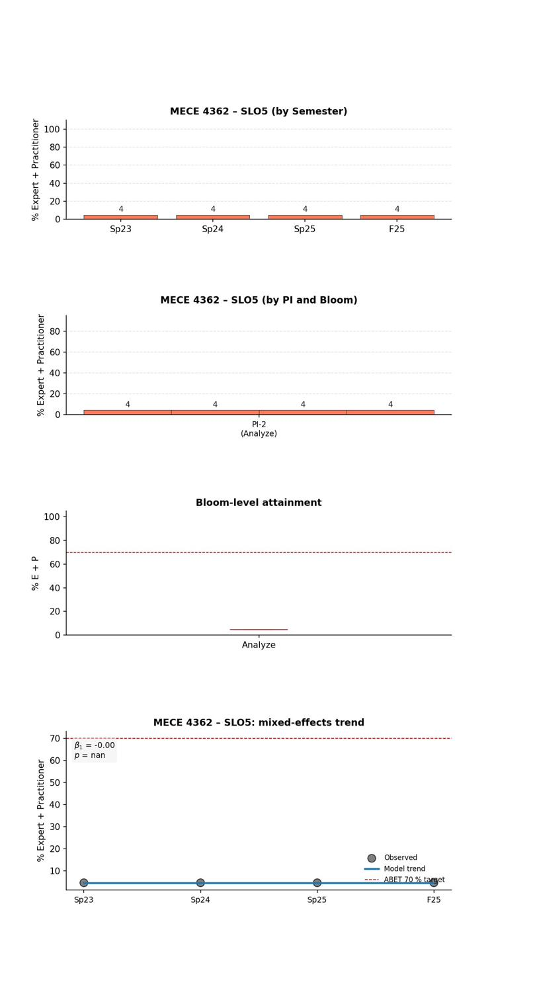 MECE 4362 – SLO5 (by Semester)
% Expert + Practitioner
100
80
60
40
20
0
4 4 4 4
Sp23 Sp24 Sp25 F25
MECE 4362 – SLO5 (by PI and Bloom)
% Expert + Practitioner
80
60
40
20
0
4 4 4 4
PI-2
(Analyze)
Bloom-level attainment
% E + P
100
80
60
40
20
0
Analyze
MECE 4362 – SLO5: mixed-effects trend
% Expert + Practitioner
70
60
50
40
30
20
10
β₁ = -0.00
p = nan
Observed
Model trend
ABET 70 % target
Sp23 Sp24 Sp25 F25